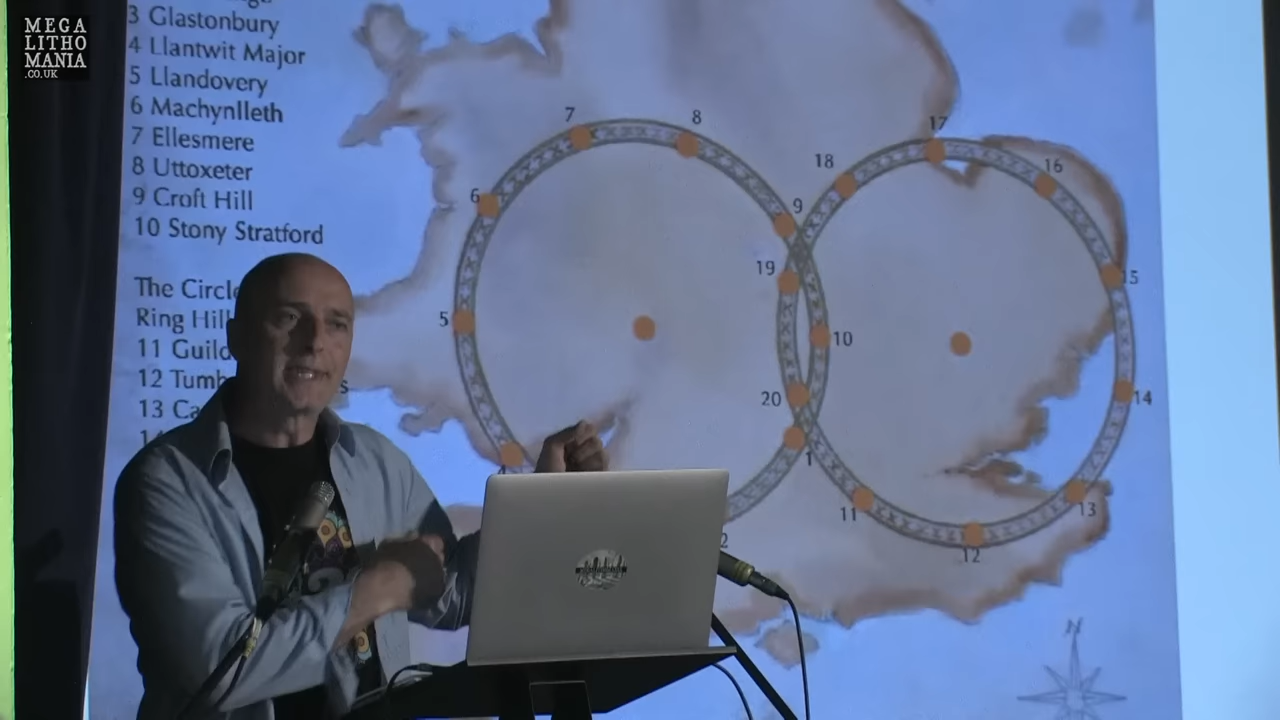 MEGA
LITHO
MANIA
.CO.UK
3 Glastonbury
4 Llantwit Major
5 Llandovery
6 Machynlleth
7 Ellesmere
8 Uttoxeter
9 Croft Hill
10 Stony Stratford
The Circle
Ring Hill
11 Guild
12 Tumb s
13 Ca
7
8
17
18
16
6
9
19
15
5
10
14
20
1
11
13
12
2
N